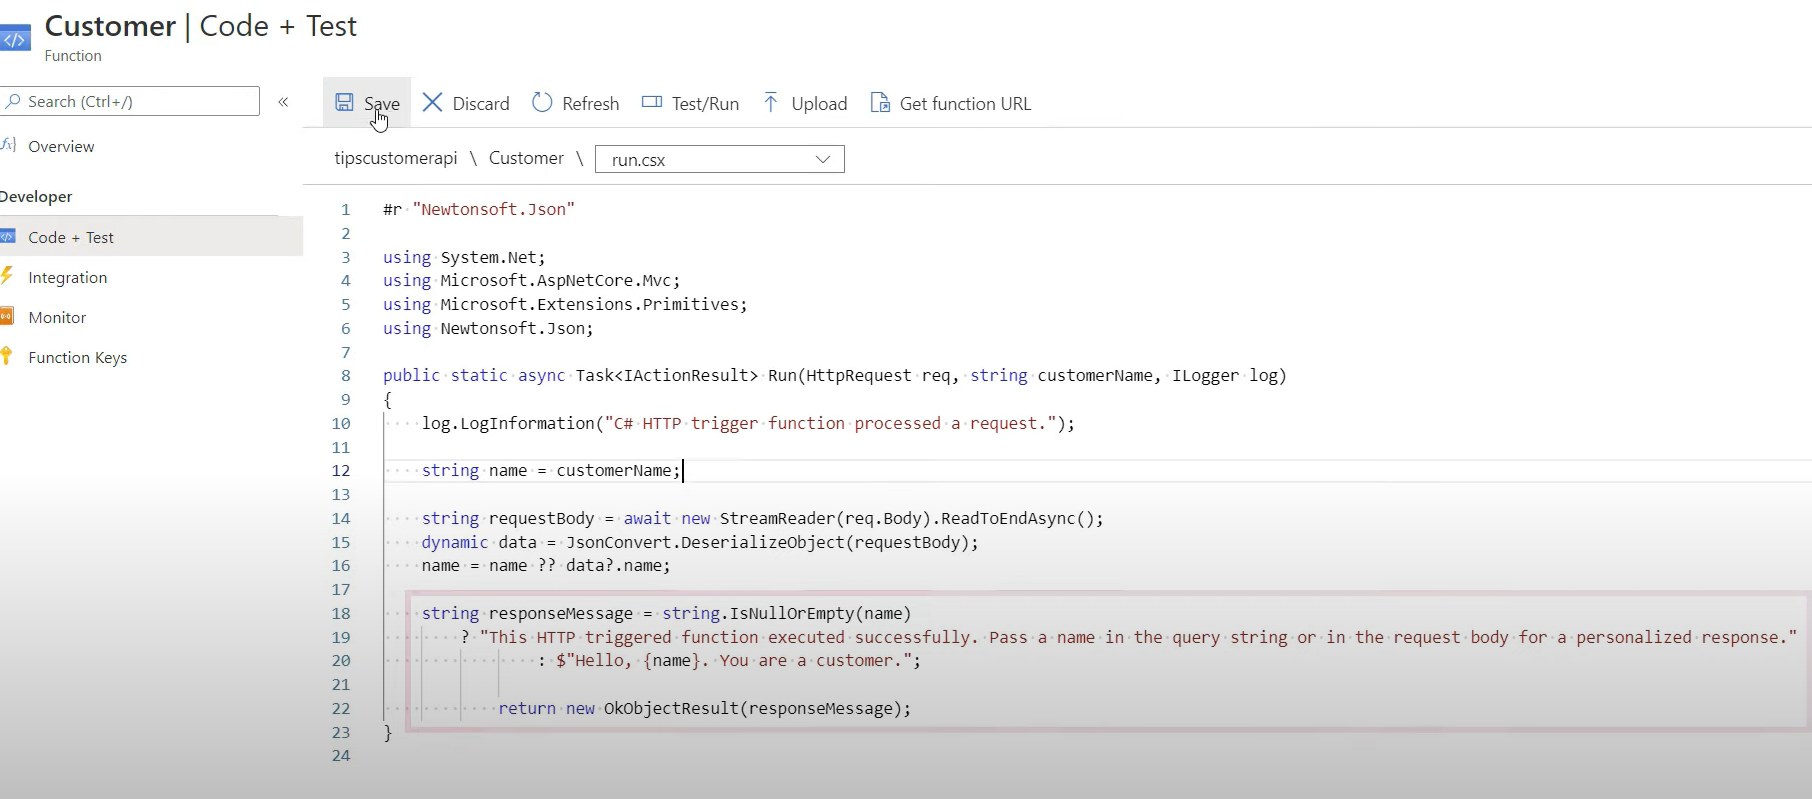 Customer | Code + Test
Function
Search (Ctrl+/)
«
Save
Discard
Refresh
Test/Run
Upload
Get function URL
Overview
Developer
Code + Test
Integration
Monitor
Function Keys
tipscustomerapi \ Customer \ run.csx
1 #r "Newtonsoft.Json"
2
3 using System.Net;
4 using Microsoft.AspNetCore.Mvc;
5 using Microsoft.Extensions.Primitives;
6 using Newtonsoft.Json;
7
8 public static async Task<IActionResult> Run(HttpRequest req, string customerName, ILogger log)
9 {
10 log.LogInformation("C# HTTP trigger function processed a request.");
11
12 string name = customerName;
13
14 string requestBody = await new StreamReader(req.Body).ReadToEndAsync();
15 dynamic data = JsonConvert.DeserializeObject(requestBody);
16 name = name ?? data?.name;
17
18 string responseMessage = string.IsNullOrEmpty(name)
19 ? "This HTTP triggered function executed successfully. Pass a name in the query string or in the request body for a personalized response."
20 : $"Hello, {name}. You are a customer.";
21
22 return new OkObjectResult(responseMessage);
23 }
24